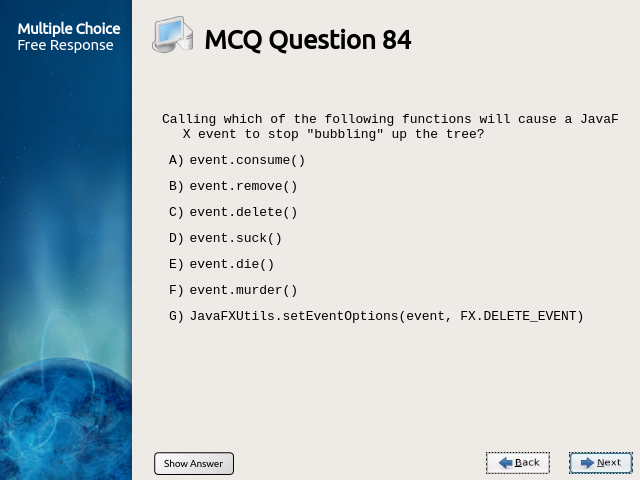 Multiple Choice
Free Response
MCQ Question 84
Calling which of the following functions will cause a JavaF
X event to stop "bubbling" up the tree?
A) event.consume()
B) event.remove()
C) event.delete()
D) event.suck()
E) event.die()
F) event.murder()
G) JavaFXUtils.setEventOptions(event, FX.DELETE_EVENT)
Show Answer
Back
Next